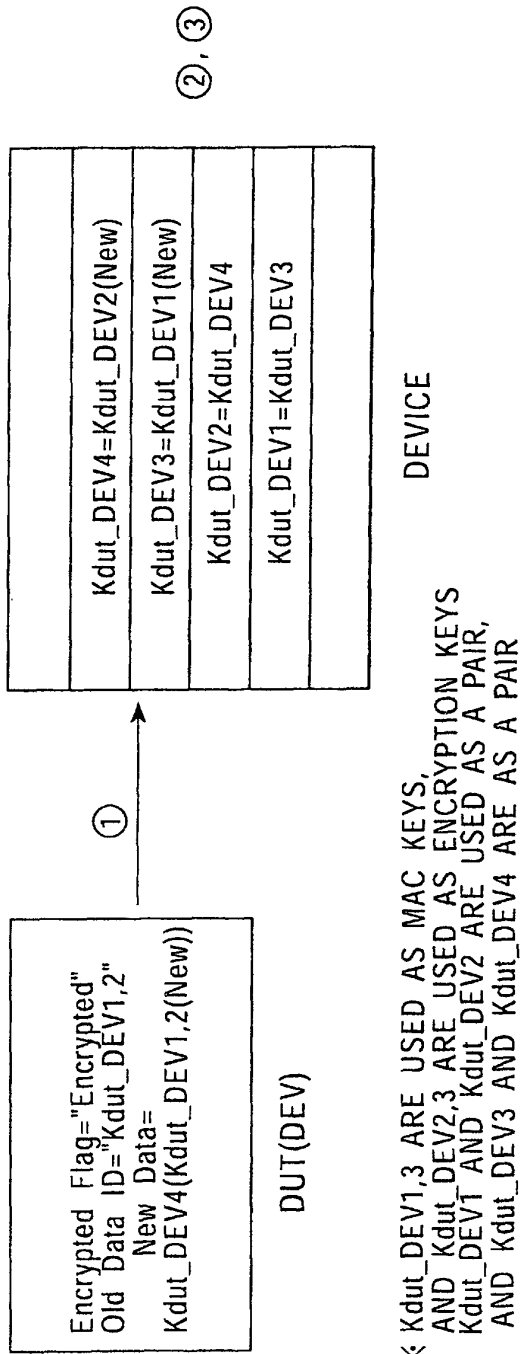 Encrypted Flag="Encrypted"
Old Data ID="Kdut_DEV1,2"
New Data=
Kdut_DEV4(Kdut_DEV1,2(New))
DUT(DEV)
①
Kdut_DEV4=Kdut_DEV2(New)
Kdut_DEV3=Kdut_DEV1(New)
Kdut_DEV2=Kdut_DEV4
Kdut_DEV1=Kdut_DEV3
DEVICE
②, ③
※ Kdut_DEV1,3 ARE USED AS MAC KEYS,
AND Kdut_DEV2,3 ARE USED AS ENCRYPTION KEYS
Kdut_DEV1 AND Kdut_DEV2 ARE USED AS A PAIR,
AND Kdut_DEV3 AND Kdut_DEV4 ARE AS A PAIR